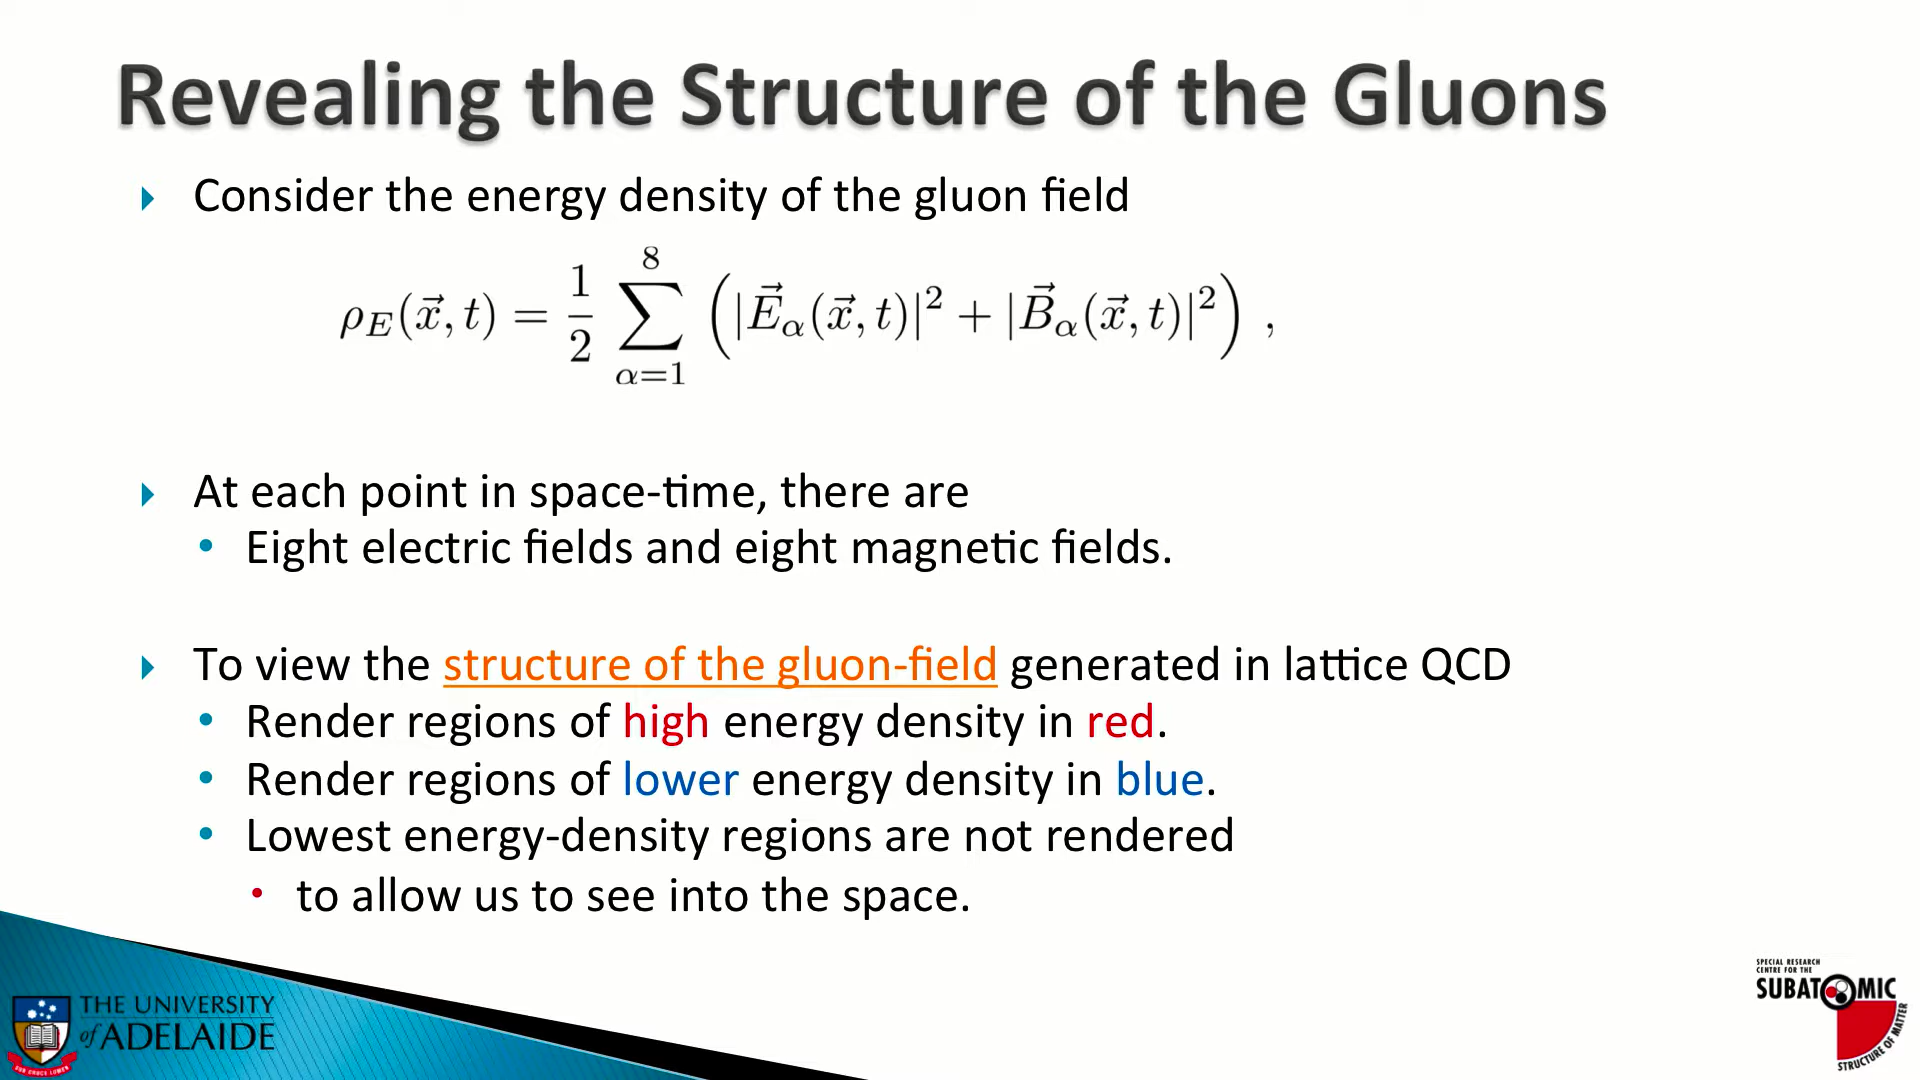 Revealing the Structure of the Gluons
Consider the energy density of the gluon field
ρ_E(x⃗, t) = 1/2 ∑_{α=1}^{8} ( |E⃗_α(x⃗, t)|² + |B⃗_α(x⃗, t)|² ) ,
At each point in space-time, there are
• Eight electric fields and eight magnetic fields.
To view the structure of the gluon-field generated in lattice QCD
• Render regions of high energy density in red.
• Render regions of lower energy density in blue.
• Lowest energy-density regions are not rendered
• to allow us to see into the space.
THE UNIVERSITY
of ADELAIDE
SUB CRUCE LUMEN
SPECIAL RESEARCH
CENTRE FOR THE
SUBATOMIC
STRUCTURE OF MATTER